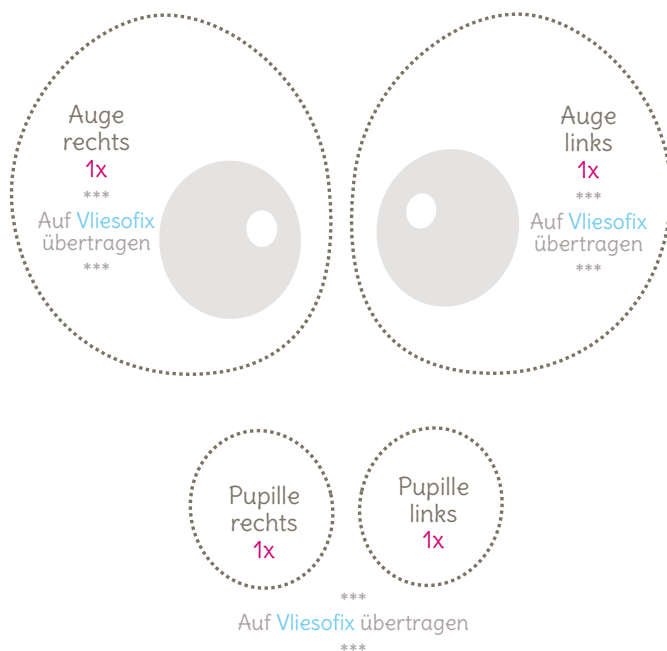 Auge
rechts
1x
***
Auf Vliesofix
übertragen
***
Auge
links
1x
***
Auf Vliesofix
übertragen
***
Pupille
rechts
1x
Pupille
links
1x
***
Auf Vliesofix übertragen
***